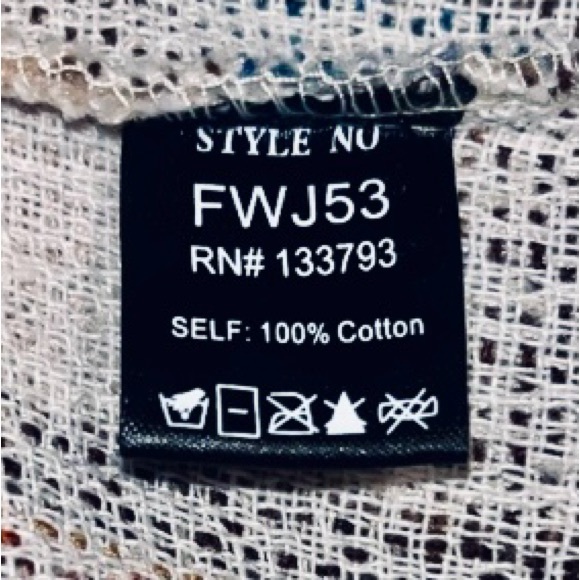 STYLE NO
FWJ53
RN# 133793
SELF: 100% Cotton